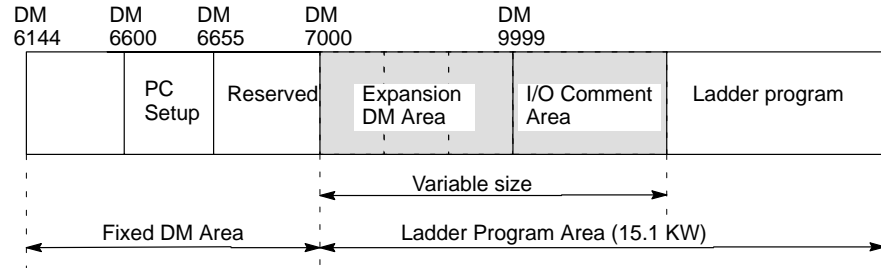 DM 6144
DM 6600
DM 6655
DM 7000
DM 9999
PC Setup
Reserved
Expansion DM Area
I/O Comment Area
Ladder program
Variable size
Fixed DM Area
Ladder Program Area (15.1 KW)